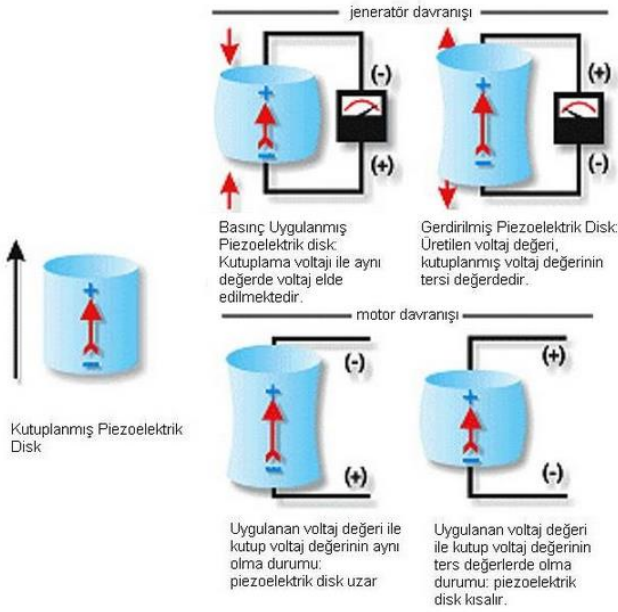 jeneratör davranışı
+
(-)
−
(+)
+
(+)
−
(-)
Basınç Uygulanmış
Piezoelektrik disk:
Kutuplama voltajı ile aynı
değerde voltaj elde
edilmektedir.
Gerdirilmiş Piezoelektrik Disk:
Üretilen voltaj değeri,
kutuplanmış voltaj değerinin
tersi değerdedir.
+
−
Kutuplanmış Piezoelektrik
Disk
motor davranışı
(-)
+
−
(+)
(+)
+
−
(-)
Uygulanan voltaj değeri ile
kutup voltaj değerinin aynı
olma durumu:
piezoelektrik disk uzar
Uygulanan voltaj değeri
ile kutup voltaj değerinin
ters değerlerde olma
durumu: piezoelektrik
disk kısalır.